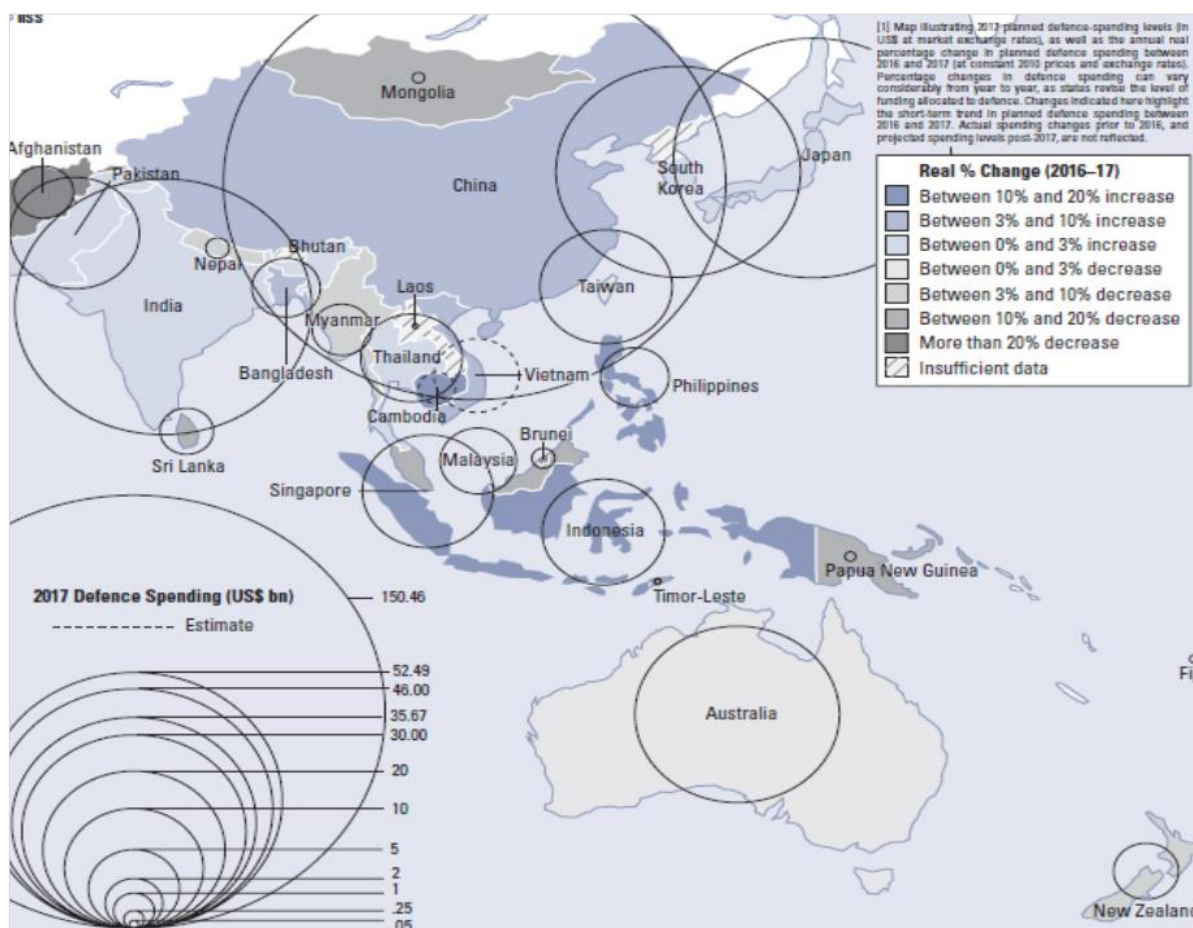 IISS
[1] Map illustrating 2017 planned defence-spending levels (in
US$ at market exchange rates), as well as the annual real
percentage change in planned defence spending between
2016 and 2017 (at constant 2010 prices and exchange rates).
Percentage changes in defence spending can vary
considerably from year to year, as states revise the level of
funding allocated to defence. Changes indicated here highlight
the short-term trend in planned defence spending between
2016 and 2017. Actual spending changes prior to 2016, and
projected spending levels post-2017, are not reflected.
Mongolia
Afghanistan
Pakistan
China
South
Korea
Japan
Real % Change (2016–17)
Between 10% and 20% increase
Between 3% and 10% increase
Between 0% and 3% increase
Between 0% and 3% decrease
Between 3% and 10% decrease
Between 10% and 20% decrease
More than 20% decrease
Insufficient data
Bhutan
Nepal
India
Laos
Taiwan
Myanmar
Thailand
Bangladesh
Vietnam
Philippines
Cambodia
Brunei
Sri Lanka
Malaysia
Singapore
Indonesia
Papua New Guinea
Timor-Leste
2017 Defence Spending (US$ bn)
Estimate
150.46
52.49
46.00
35.67
30.00
20
10
5
2
1
.25
.05
Australia
Fi
New Zealand